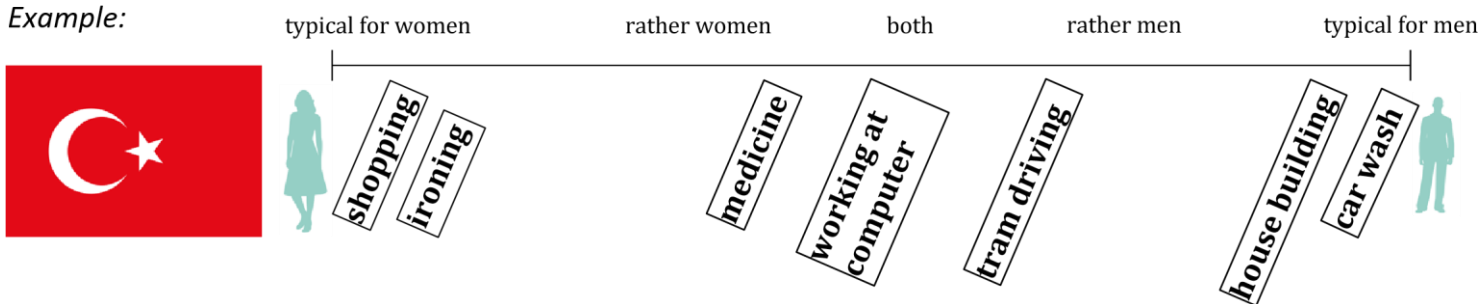 Example:
typical for women
rather women
both
rather men
typical for men
shopping
ironing
medicine
working at
computer
tram driving
house building
car wash